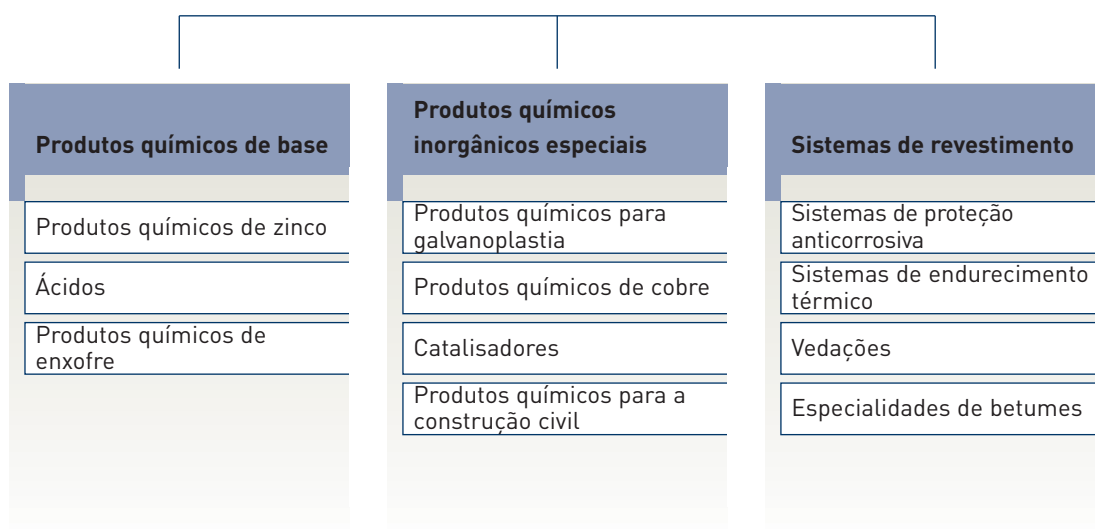 Produtos químicos de base
Produtos químicos de zinco
Ácidos
Produtos químicos de
enxofre
Produtos químicos
inorgânicos especiais
Produtos químicos para
galvanoplastia
Produtos químicos de cobre
Catalisadores
Produtos químicos para a
construção civil
Sistemas de revestimento
Sistemas de proteção
anticorrosiva
Sistemas de endurecimento
térmico
Vedações
Especialidades de betumes